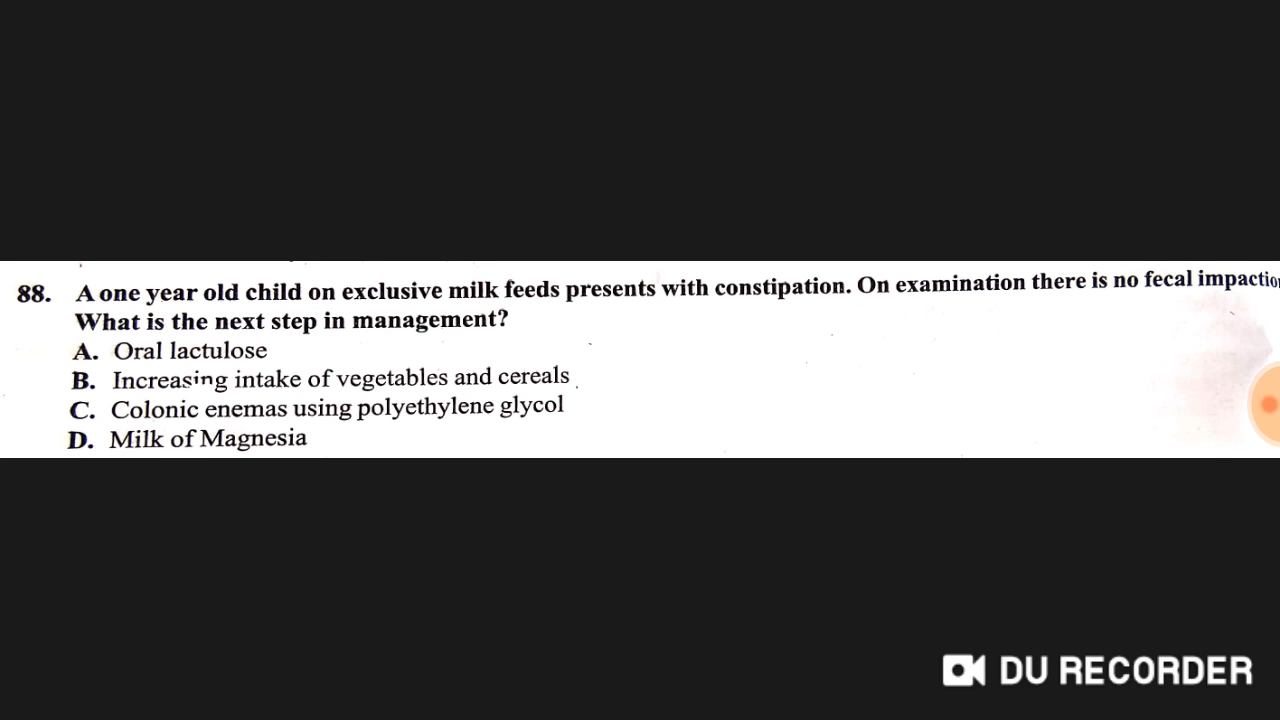 88. A one year old child on exclusive milk feeds presents with constipation. On examination there is no fecal impactio
What is the next step in management?
A. Oral lactulose
B. Increasing intake of vegetables and cereals
C. Colonic enemas using polyethylene glycol
D. Milk of Magnesia
DU RECORDER